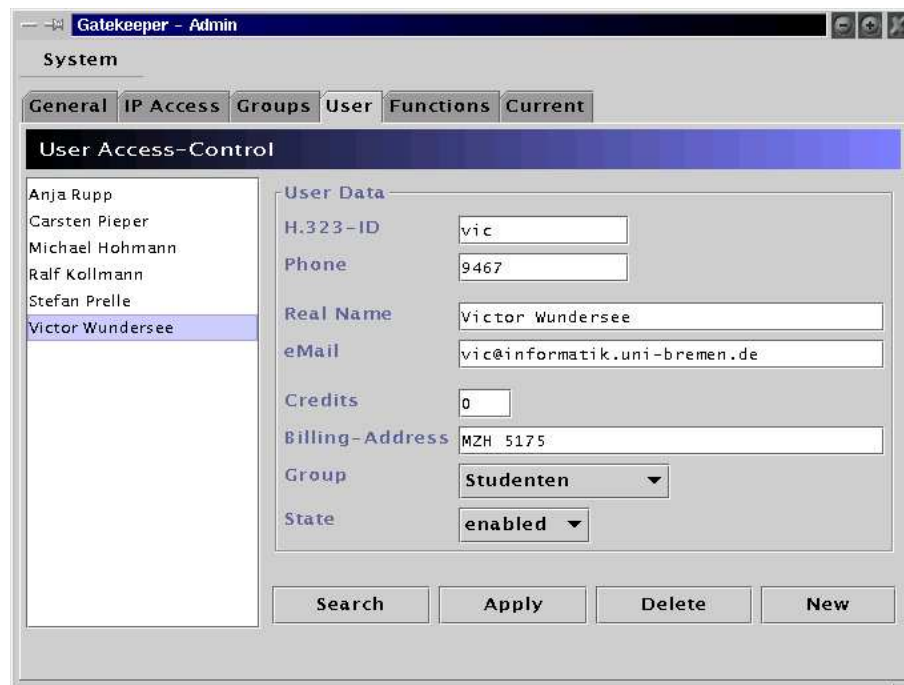 Gatekeeper - Admin
System
General IP Access Groups User Functions Current
User Access-Control
Anja Rupp
Carsten Pieper
Michael Hohmann
Ralf Kollmann
Stefan Prelle
Victor Wundersee
User Data
H.323-ID vic
Phone 9467
Real Name Victor Wundersee
eMail vic@informatik.uni-bremen.de
Credits 0
Billing-Address MZH 5175
Group Studenten
State enabled
Search Apply Delete New